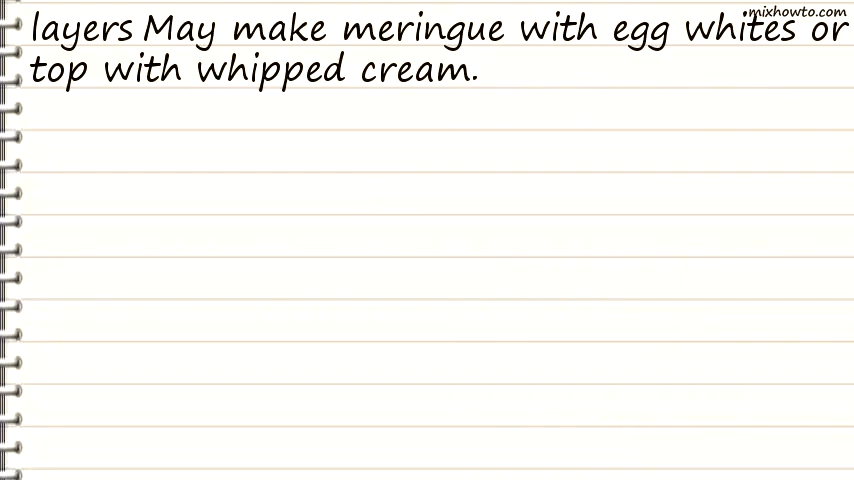 mixhowto.com
layers May make meringue with egg whites or
top with whipped cream.